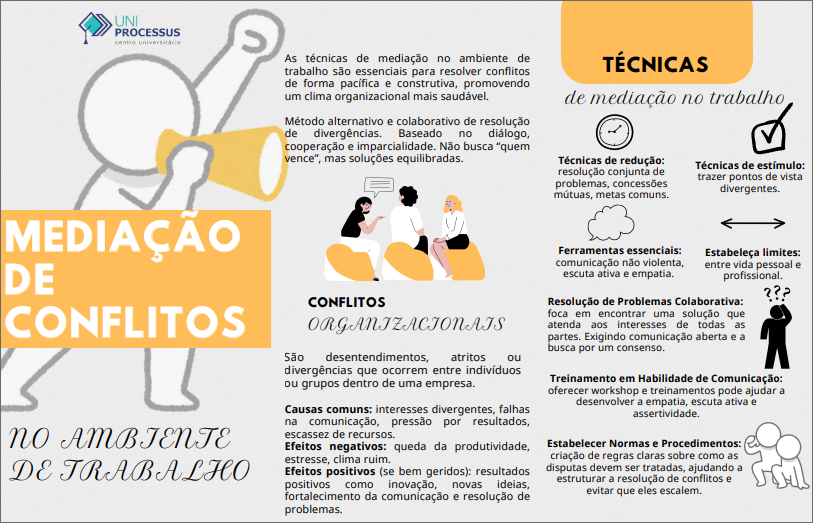 UNI
PROCESSUS
centro universitário
MEDIAÇÃO
DE
CONFLITOS
NO AMBIENTE
DE TRABALHO
As técnicas de mediação no ambiente de
trabalho são essenciais para resolver conflitos
de forma pacífica e construtiva, promovendo
um clima organizacional mais saudável.
Método alternativo e colaborativo de resolução
de divergências. Baseado no diálogo,
cooperação e imparcialidade. Não busca “quem
vence”, mas soluções equilibradas.
CONFLITOS
ORGANIZACIONAIS
São desentendimentos, atritos ou
divergências que ocorrem entre indivíduos
ou grupos dentro de uma empresa.
Causas comuns: interesses divergentes, falhas
na comunicação, pressão por resultados,
escassez de recursos.
Efeitos negativos: queda da produtividade,
estresse, clima ruim.
Efeitos positivos (se bem geridos): resultados
positivos como inovação, novas ideias,
fortalecimento da comunicação e resolução de
problemas.
TÉCNICAS
de mediação no trabalho
Técnicas de redução:
resolução conjunta de
problemas, concessões
mútuas, metas comuns.
Técnicas de estímulo:
trazer pontos de vista
divergentes.
Ferramentas essenciais:
comunicação não violenta,
escuta ativa e empatia.
Estabeleça limites:
entre vida pessoal e
profissional.
Resolução de Problemas Colaborativa:
foca em encontrar uma solução que
atenda aos interesses de todas as
partes. Exigindo comunicação aberta e a
busca por um consenso.
???
Treinamento em Habilidade de Comunicação:
oferecer workshop e treinamentos pode ajudar a
desenvolver a empatia, escuta ativa e
assertividade.
Estabelecer Normas e Procedimentos:
criação de regras claras sobre como as
disputas devem ser tratadas, ajudando a
estruturar a resolução de conflitos e
evitar que eles escalem.